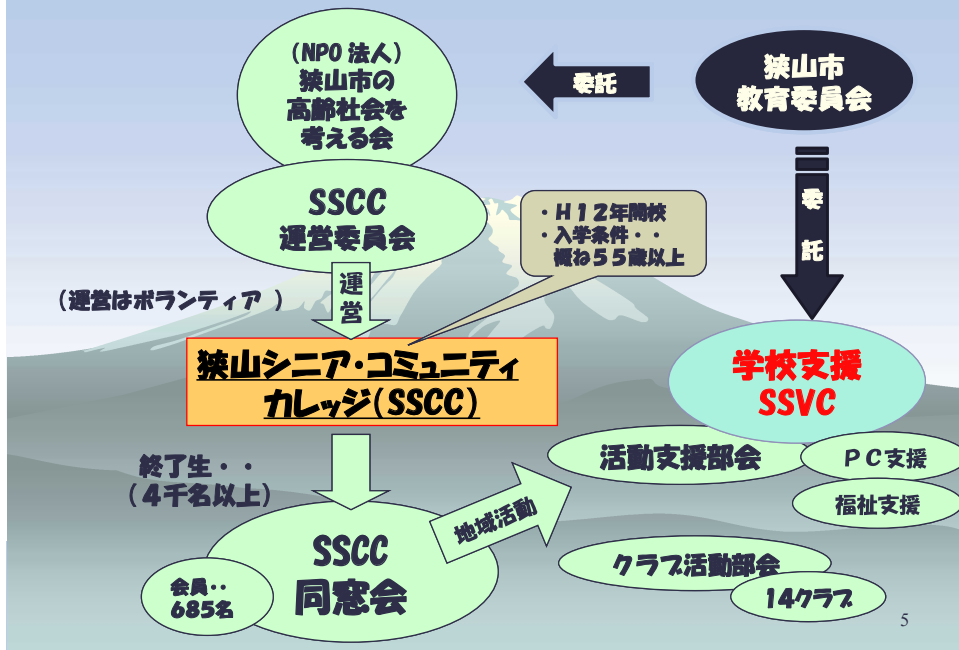 (NPO 法人)
狭山市の
高齢社会を
考える会
委託
狭山市
教育委員会
SSCC
運営委員会
・H12年開校
・入学条件・・
概ね55歳以上
委
託
(運営はボランティア )
運
営
狭山シニア・コミュニティ
カレッジ(SSCC)
学校支援
SSVC
終了生・・
(4千名以上)
活動支援部会
PC支援
福祉支援
地域活動
SSCC
同窓会
会員‥
685名
クラブ活動部会
14クラブ
5